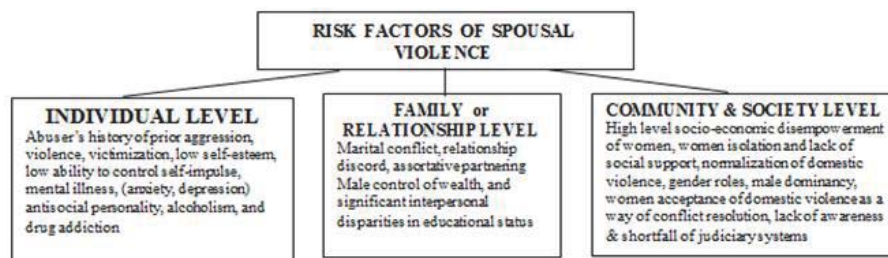 RISK FACTORS OF SPOUSAL
VIOLENCE
INDIVIDUAL LEVEL
Abuser's history of prior aggression,
violence, victimization, low self-esteem,
low ability to control self-impulse,
mental illness, (anxiety, depression)
antisocial personality, alcoholism, and
drug addiction
FAMILY or
RELATIONSHIP LEVEL
Marital conflict, relationship
discord, assortative partnering
Male control of wealth, and
significant interpersonal
disparities in educational status
COMMUNITY & SOCIETY LEVEL
High level socio-economic disempowerment
of women, women isolation and lack of
social support, normalization of domestic
violence, gender roles, male dominancy,
women acceptance of domestic violence as a
way of conflict resolution, lack of awareness
& shortfall of judiciary systems